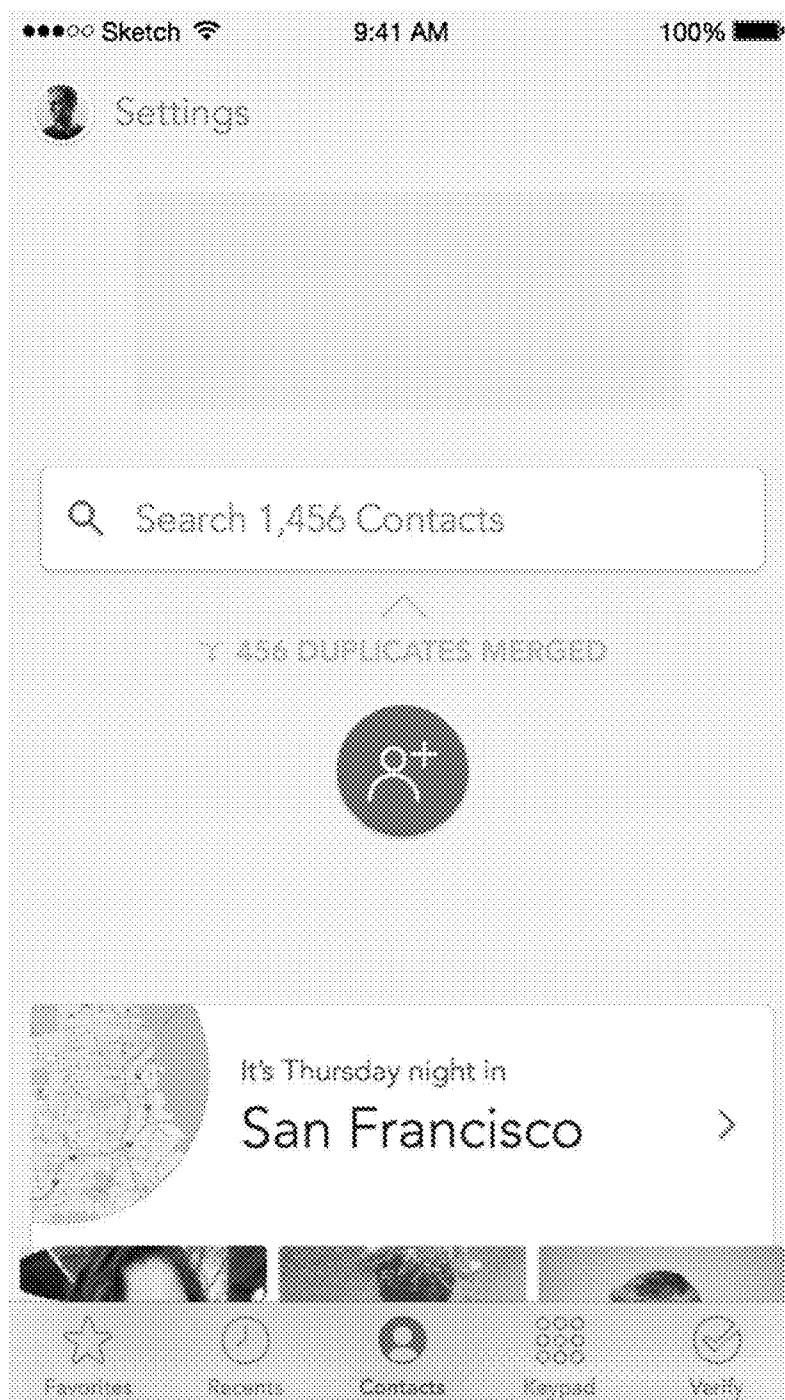 Sketch 9:41 AM 100%
Settings
Search 1,456 Contacts
456 DUPLICATES MERGED
It's Thursday night in
San Francisco
Favorites Recents Contacts Keypad Verify